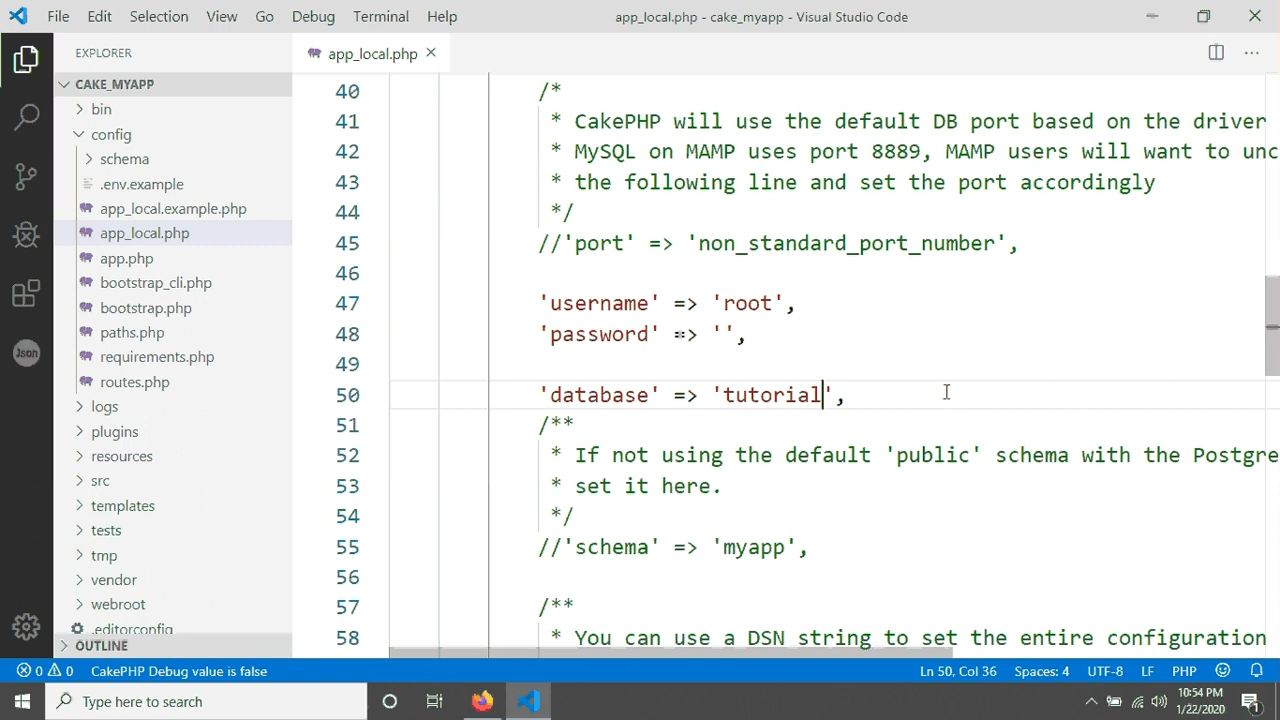 File Edit Selection View Go Debug Terminal Help app_local.php - cake_myapp - Visual Studio Code
EXPLORER
CAKE_MYAPP
bin
config
schema
.env.example
app_local.example.php
app_local.php
app.php
bootstrap_cli.php
bootstrap.php
paths.php
requirements.php
routes.php
logs
plugins
resources
src
templates
tests
tmp
vendor
webroot
.editorconfig
OUTLINE
Json
app_local.php
40 /*
41 * CakePHP will use the default DB port based on the driver
42 * MySQL on MAMP uses port 8889, MAMP users will want to unc
43 * the following line and set the port accordingly
44 */
45 //'port' => 'non_standard_port_number',
46
47 'username' => 'root',
48 'password' => '',
49
50 'database' => 'tutorial',
51 /**
52 * If not using the default 'public' schema with the Postgre
53 * set it here.
54 */
55 //'schema' => 'myapp',
56
57 /**
58 * You can use a DSN string to set the entire configuration
0 0 CakePHP Debug value is false Ln 50, Col 36 Spaces: 4 UTF-8 LF PHP
Type here to search
10:54 PM
1/22/2020
1